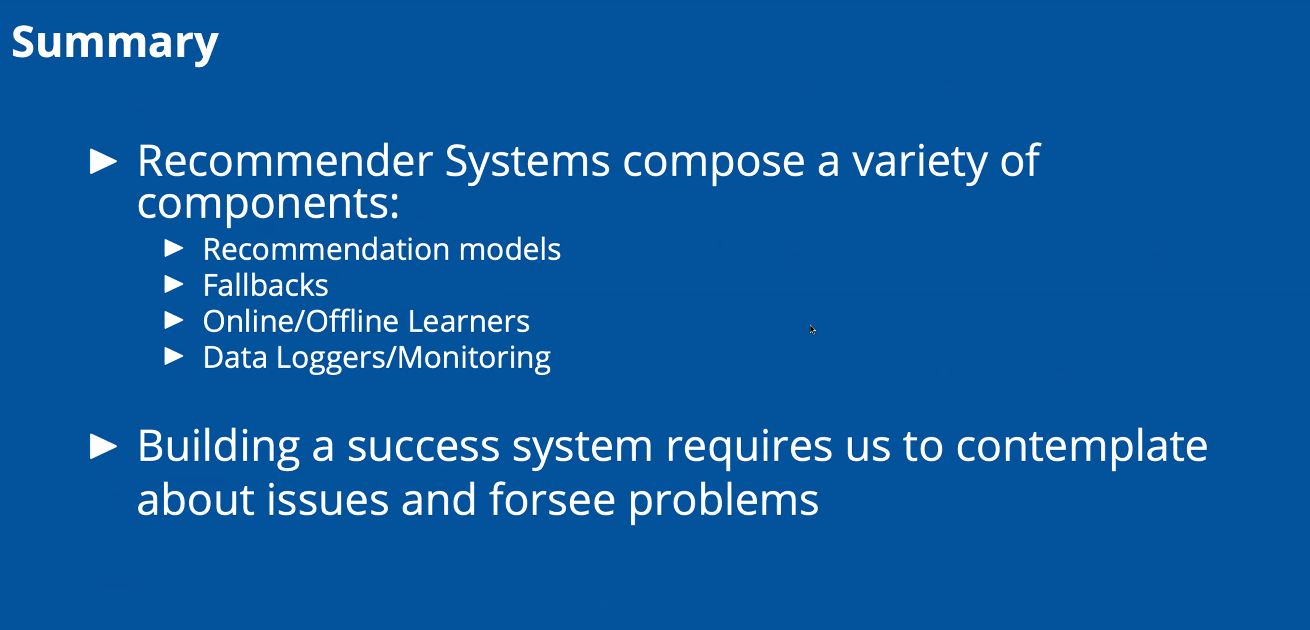 Summary
► Recommender Systems compose a variety of
components:
► Recommendation models
► Fallbacks
► Online/Offline Learners
► Data Loggers/Monitoring
► Building a success system requires us to contemplate
about issues and forsee problems